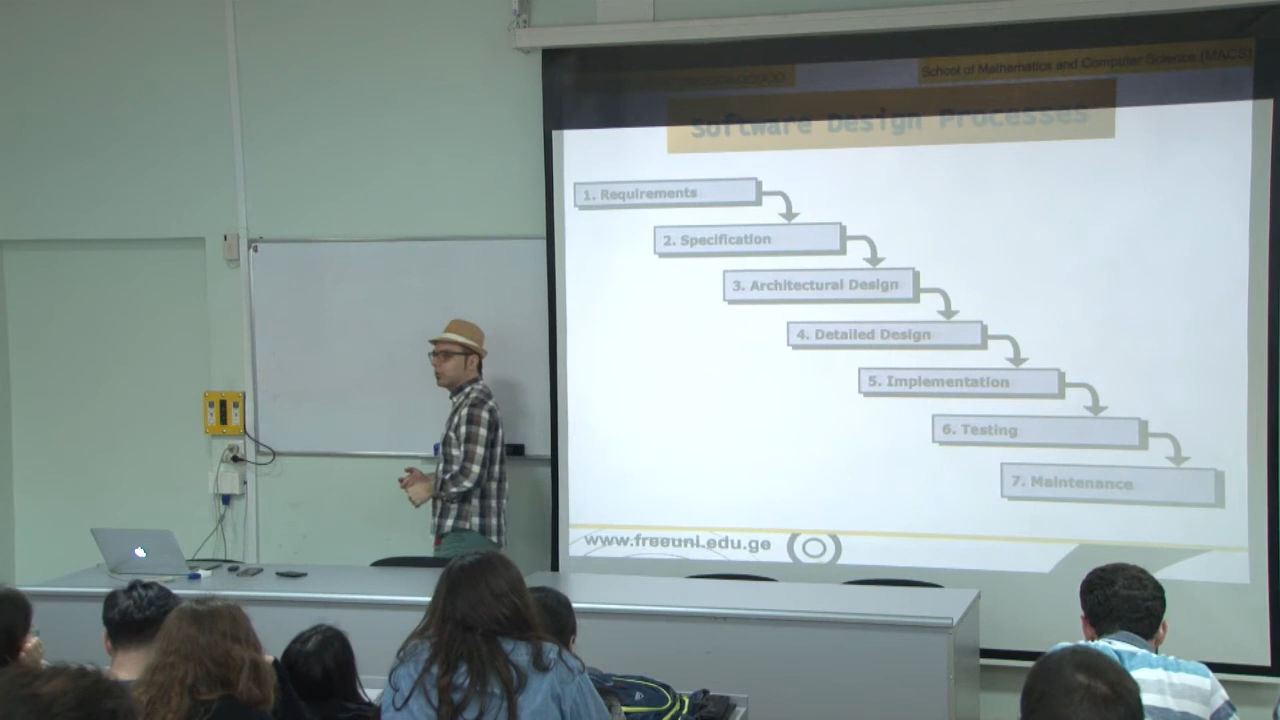 School of Mathematics and Computer Science (MACS)
Software Design Processes
1. Requirements
2. Specification
3. Architectural Design
4. Detailed Design
5. Implementation
6. Testing
7. Maintenance
www.freeuni.edu.ge